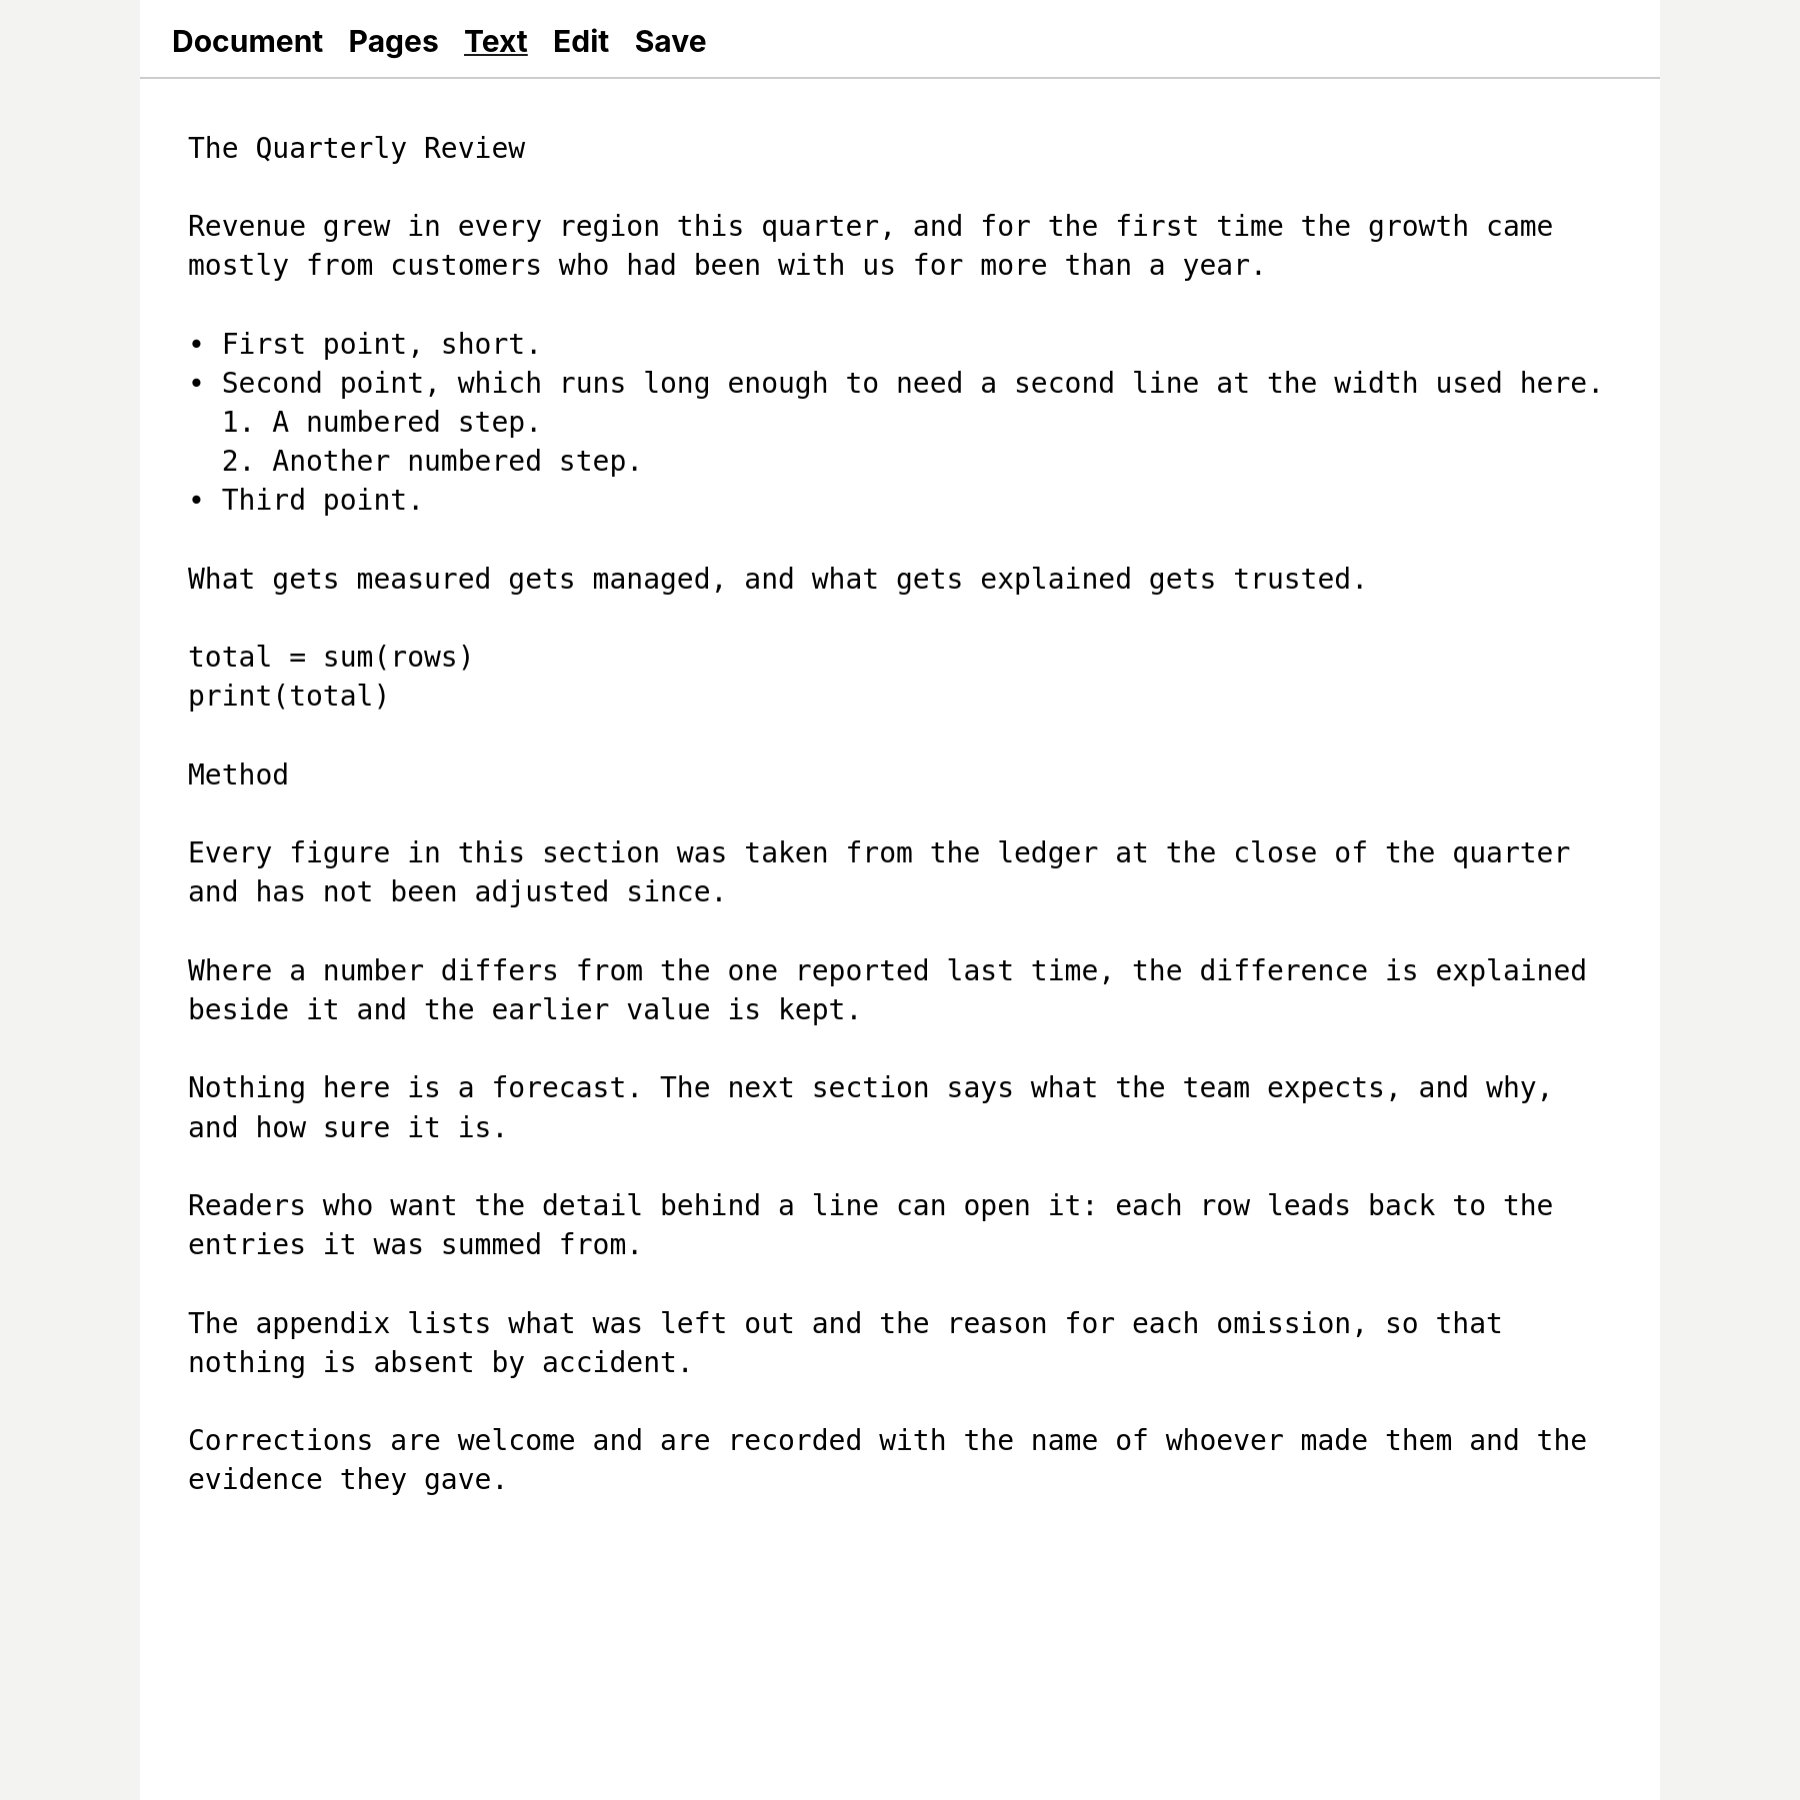 Document Pages Text Edit Save
The Quarterly Review
Revenue grew in every region this quarter, and for the first time the growth came
mostly from customers who had been with us for more than a year.
• First point, short.
• Second point, which runs long enough to need a second line at the width used here.
1. A numbered step.
2. Another numbered step.
• Third point.
What gets measured gets managed, and what gets explained gets trusted.
total = sum(rows)
print(total)
Method
Every figure in this section was taken from the ledger at the close of the quarter
and has not been adjusted since.
Where a number differs from the one reported last time, the difference is explained
beside it and the earlier value is kept.
Nothing here is a forecast. The next section says what the team expects, and why,
and how sure it is.
Readers who want the detail behind a line can open it: each row leads back to the
entries it was summed from.
The appendix lists what was left out and the reason for each omission, so that
nothing is absent by accident.
Corrections are welcome and are recorded with the name of whoever made them and the
evidence they gave.